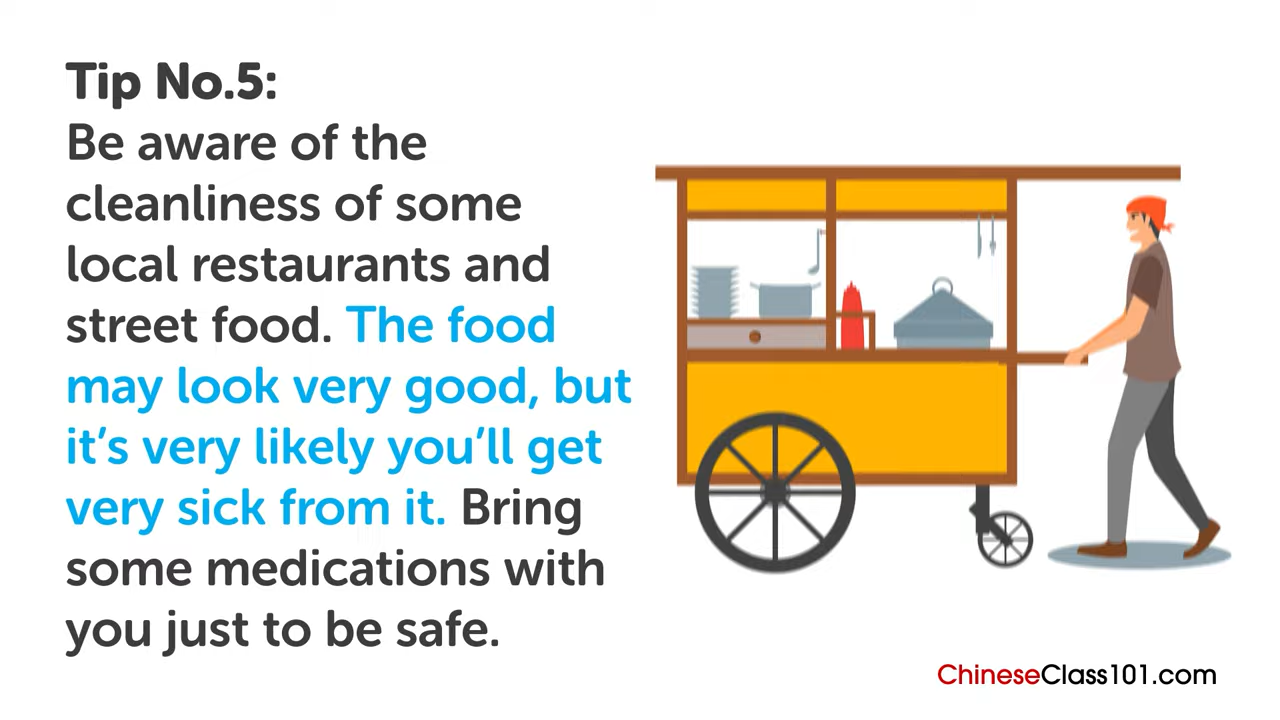 Tip No.5:
Be aware of the
cleanliness of some
local restaurants and
street food. The food
may look very good, but
it's very likely you'll get
very sick from it. Bring
some medications with
you just to be safe.
ChineseClass101.com